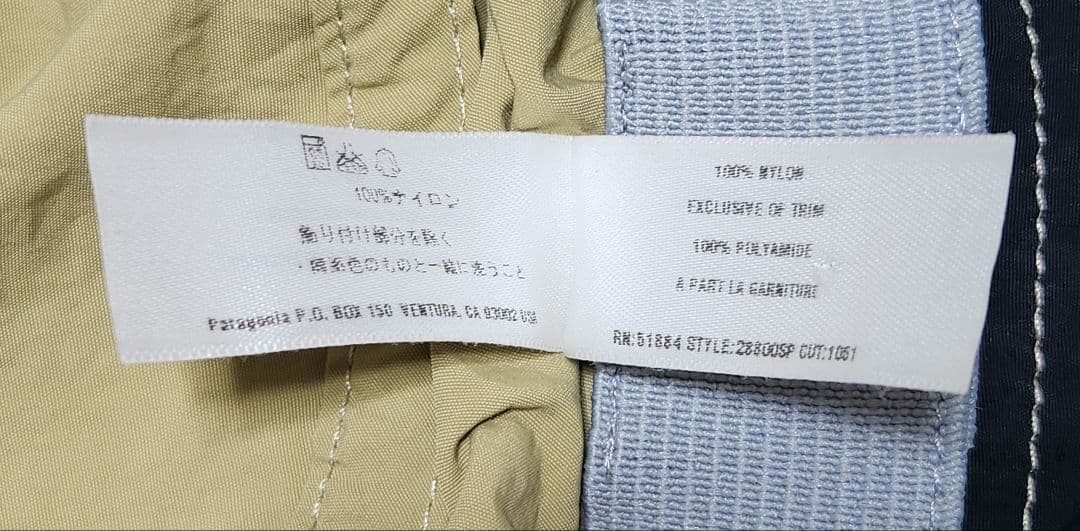 100%ナイロン
飾り付け部分を除く
・同系色のものと一緒に洗うこと
Patagonia P.O. BOX 150 VENTURA, CA 93002 USA
100% NYLON
EXCLUSIVE OF TRIM
100% POLYAMIDE
A PART LA GARNITURE
RN:51884 STYLE:28800SP CUT:1051